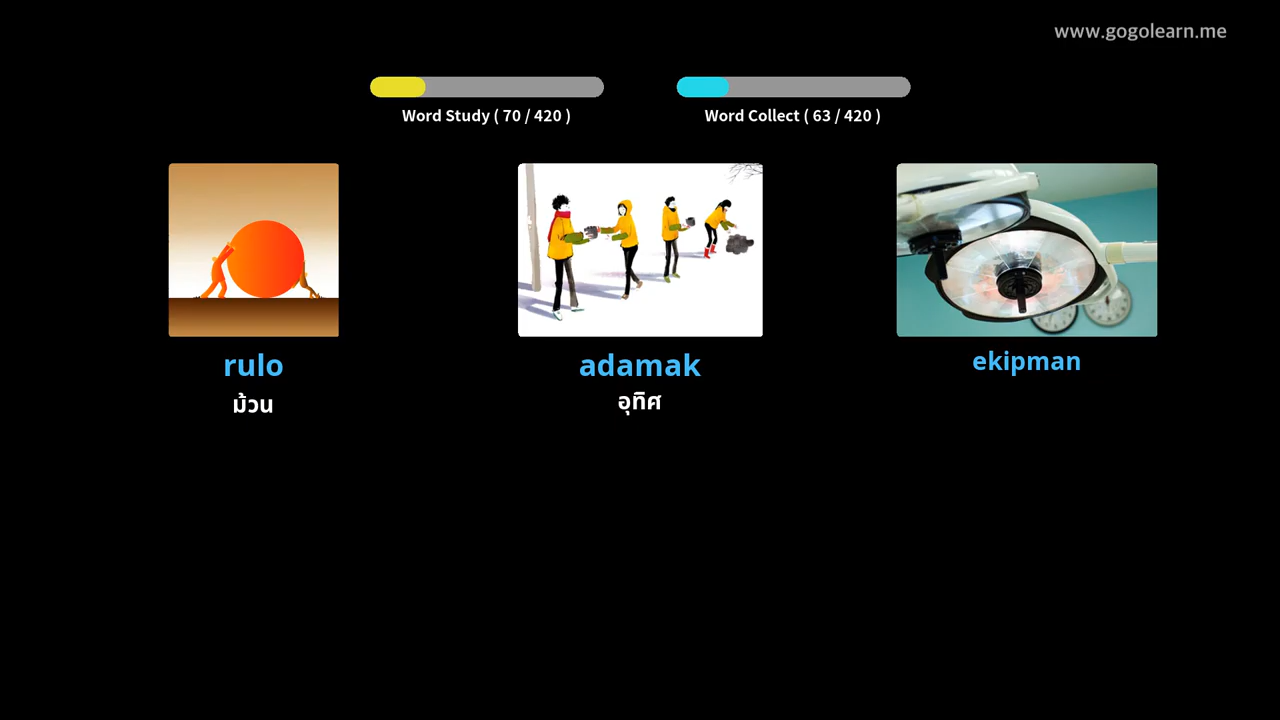 www.gogolearn.me
Word Study ( 70 / 420 )
Word Collect ( 63 / 420 )
rulo
ม้วน
adamak
อุทิศ
ekipman